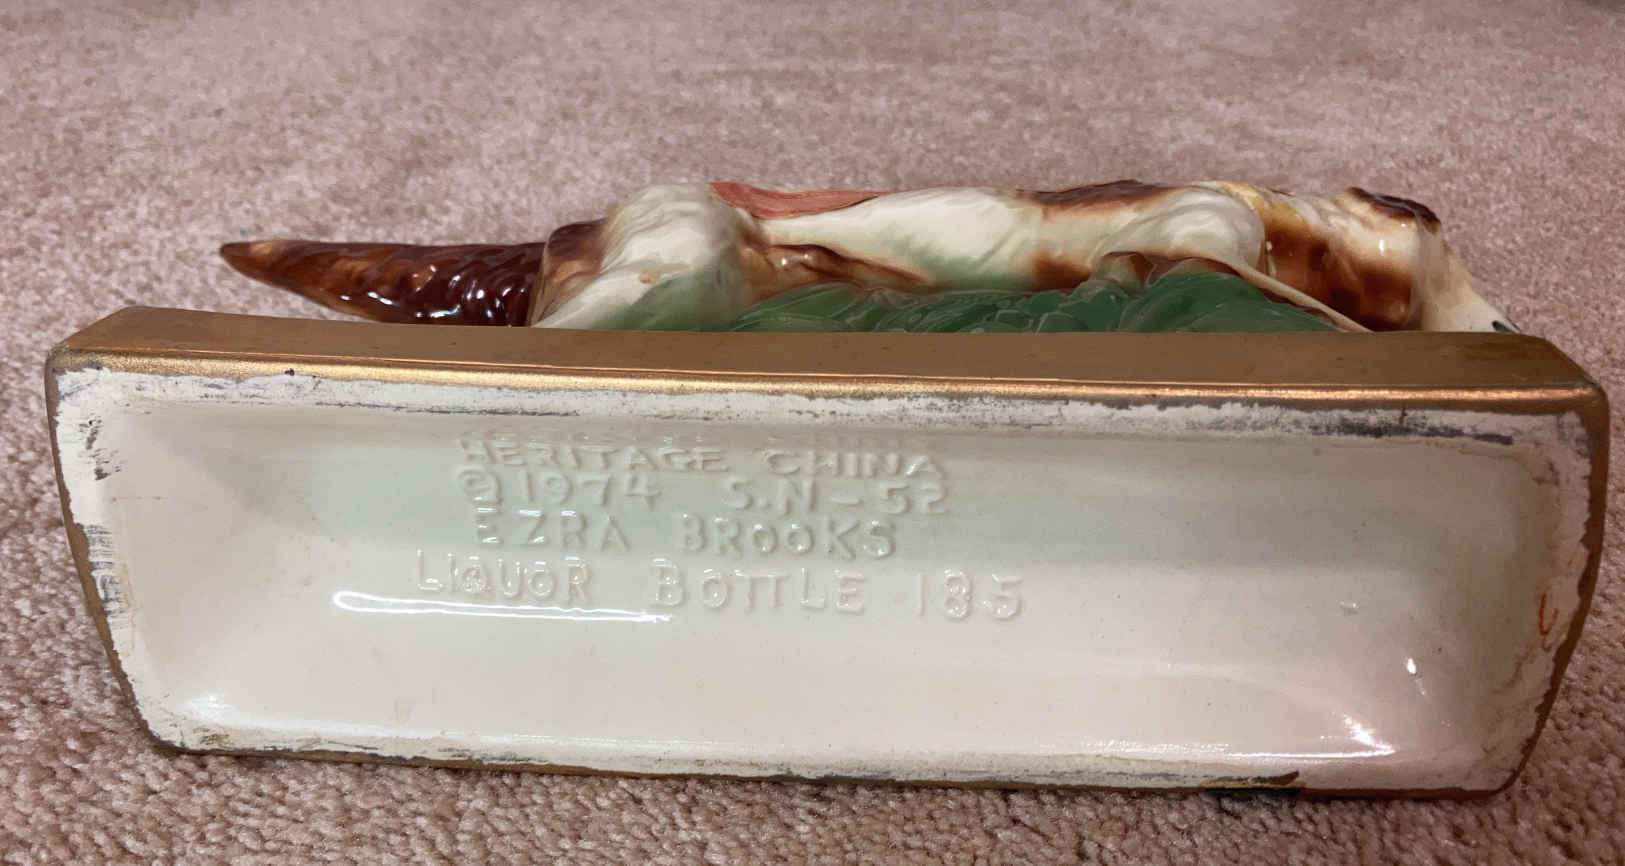 HERITAGE CHINA
© 1974 S.N-52
EZRA BROOKS
LIQUOR BOTTLE 185